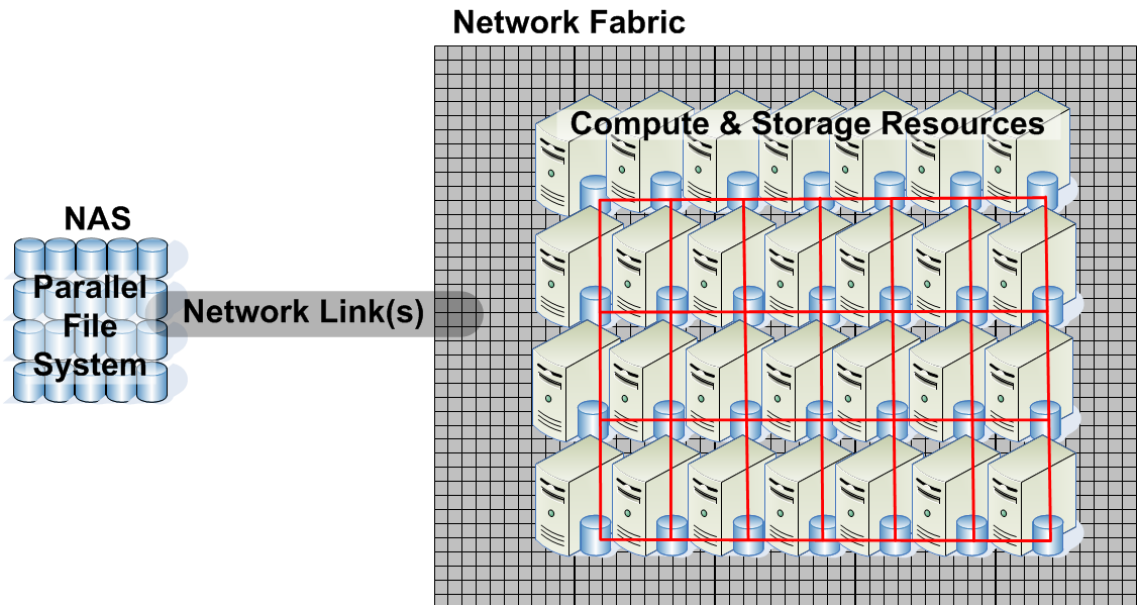 Network Fabric
Compute & Storage Resources
NAS
Parallel
File
System
Network Link(s)